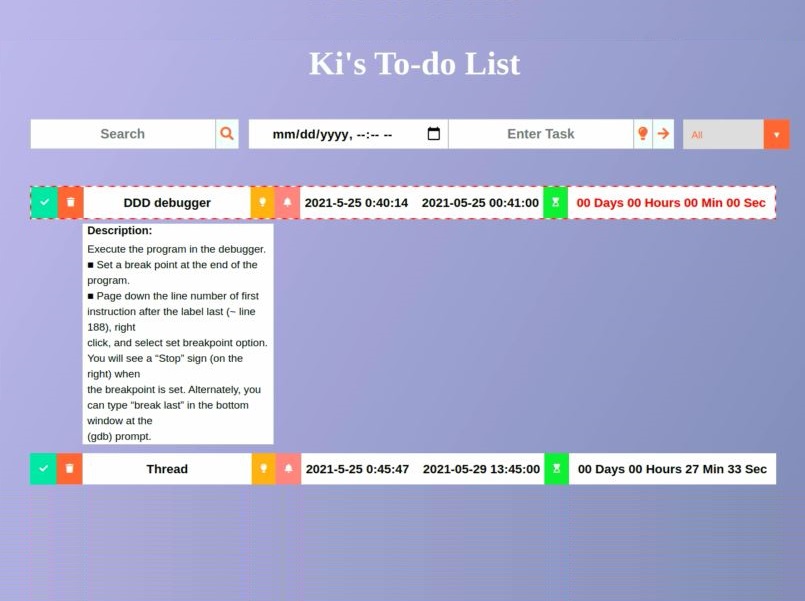 Ki's To-do List
Search mm/dd/yyyy, --:-- -- Enter Task All
DDD debugger 2021-5-25 0:40:14 2021-05-25 00:41:00 00 Days 00 Hours 00 Min 00 Sec
Description:
Execute the program in the debugger.
■ Set a break point at the end of the
program.
■ Page down the line number of first
instruction after the label last (~ line
188), right
click, and select set breakpoint option.
You will see a “Stop” sign (on the
right) when
the breakpoint is set. Alternately, you
can type “break last” in the bottom
window at the
(gdb) prompt.
Thread 2021-5-25 0:45:47 2021-05-29 13:45:00 00 Days 00 Hours 27 Min 33 Sec